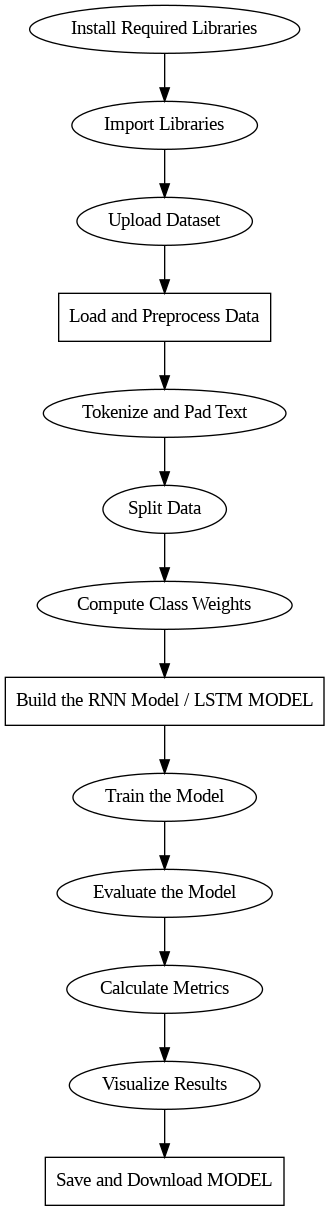 Install Required Libraries
Import Libraries
Upload Dataset
Load and Preprocess Data
Tokenize and Pad Text
Split Data
Compute Class Weights
Build the RNN Model / LSTM MODEL
Train the Model
Evaluate the Model
Calculate Metrics
Visualize Results
Save and Download MODEL